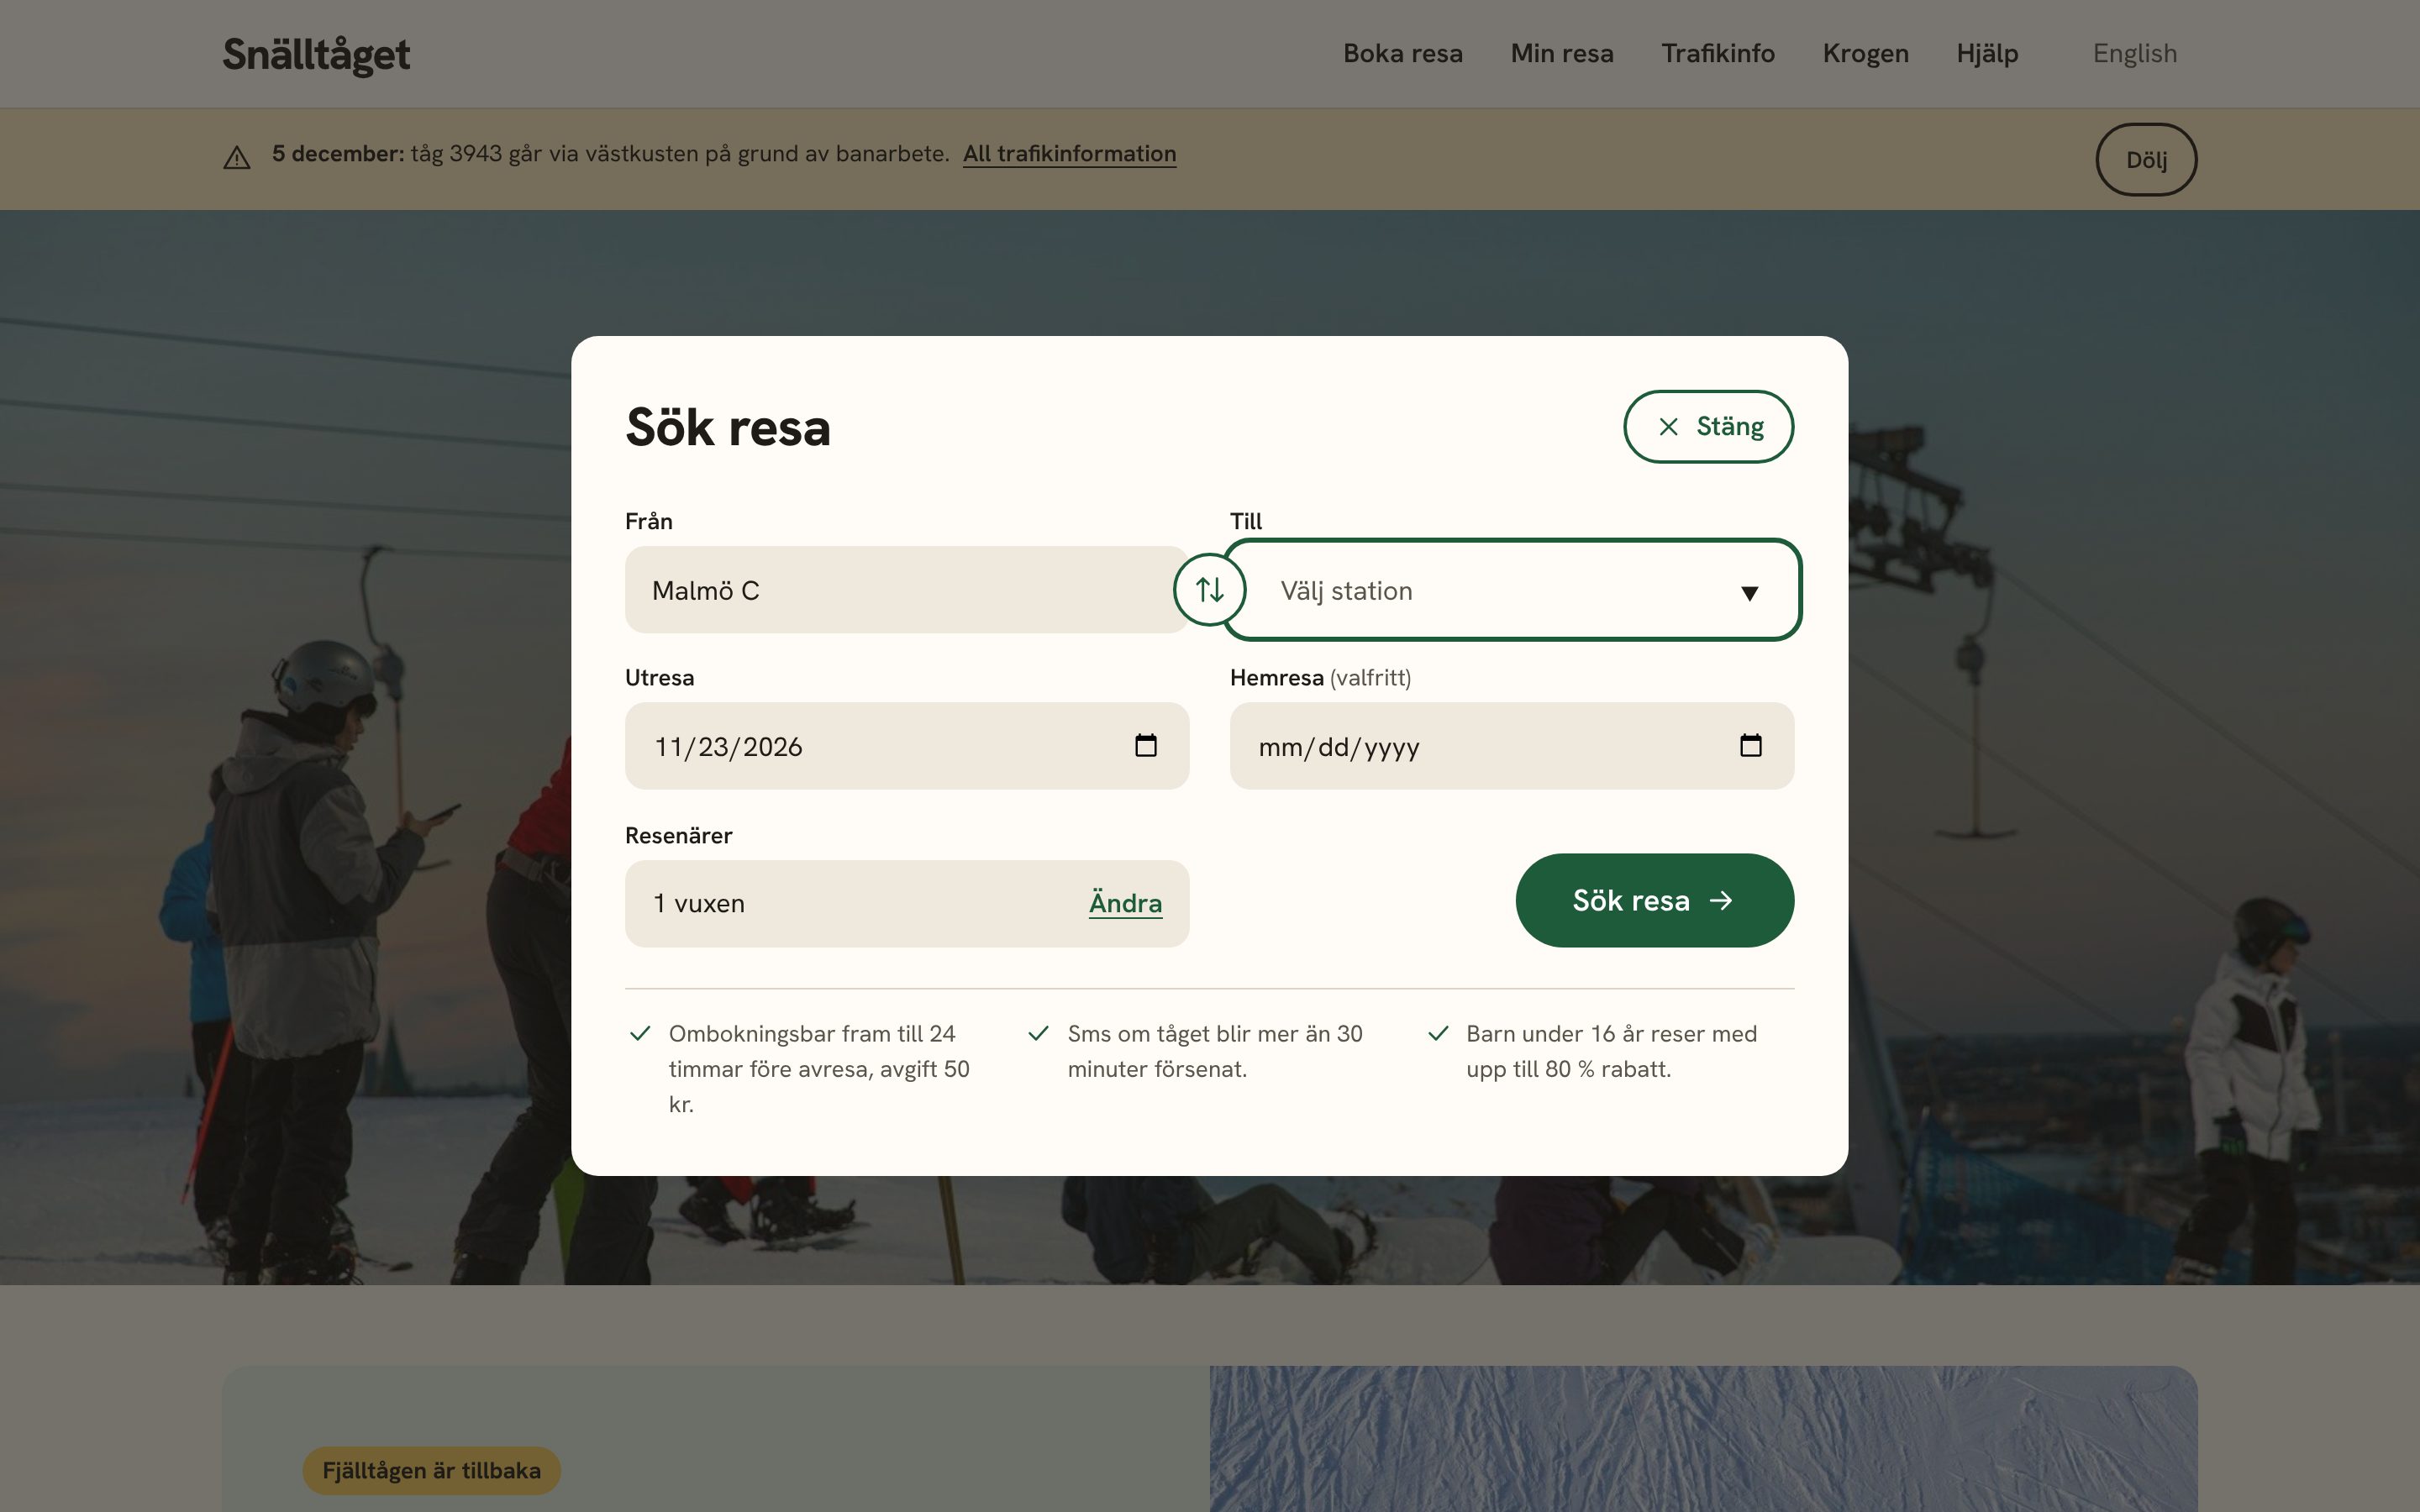 Snälltåget
Boka resa Min resa Trafikinfo Krogen Hjälp English
5 december: tåg 3943 går via västkusten på grund av banarbete. All trafikinformation
Dölj
Sök resa
Stäng
Från
Till
Malmö C
Välj station
Utresa
Hemresa (valfritt)
11/23/2026
mm/dd/yyyy
Resenärer
1 vuxen Ändra
Sök resa
Ombokningsbar fram till 24
timmar före avresa, avgift 50
kr.
Sms om tåget blir mer än 30
minuter försenat.
Barn under 16 år reser med
upp till 80 % rabatt.
Fjälltågen är tillbaka